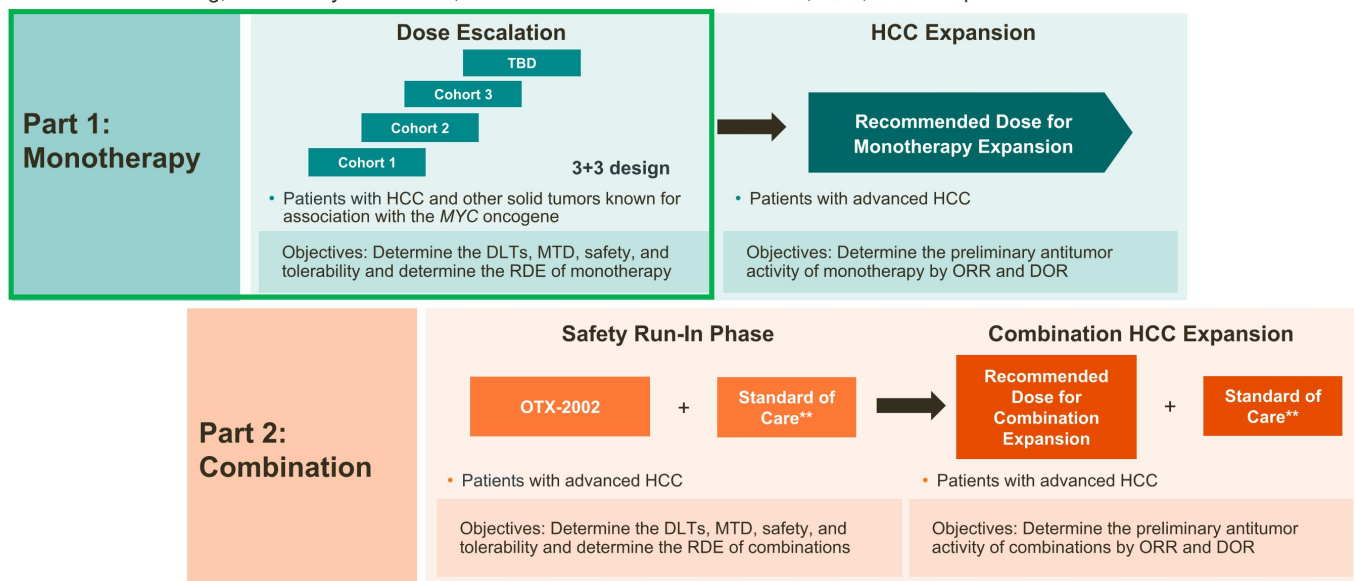 Part 1:
Monotherapy
Dose Escalation
TBD
Cohort 3
Cohort 2
Cohort 1
3+3 design
• Patients with HCC and other solid tumors known for
association with the MYC oncogene
Objectives: Determine the DLTs, MTD, safety, and
tolerability and determine the RDE of monotherapy
HCC Expansion
Recommended Dose for
Monotherapy Expansion
• Patients with advanced HCC
Objectives: Determine the preliminary antitumor
activity of monotherapy by ORR and DOR
Part 2:
Combination
Safety Run-In Phase
OTX-2002
+
Standard of
Care**
• Patients with advanced HCC
Objectives: Determine the DLTs, MTD, safety, and
tolerability and determine the RDE of combinations
Combination HCC Expansion
Recommended
Dose for
Combination
Expansion
+
Standard of
Care**
• Patients with advanced HCC
Objectives: Determine the preliminary antitumor
activity of combinations by ORR and DOR